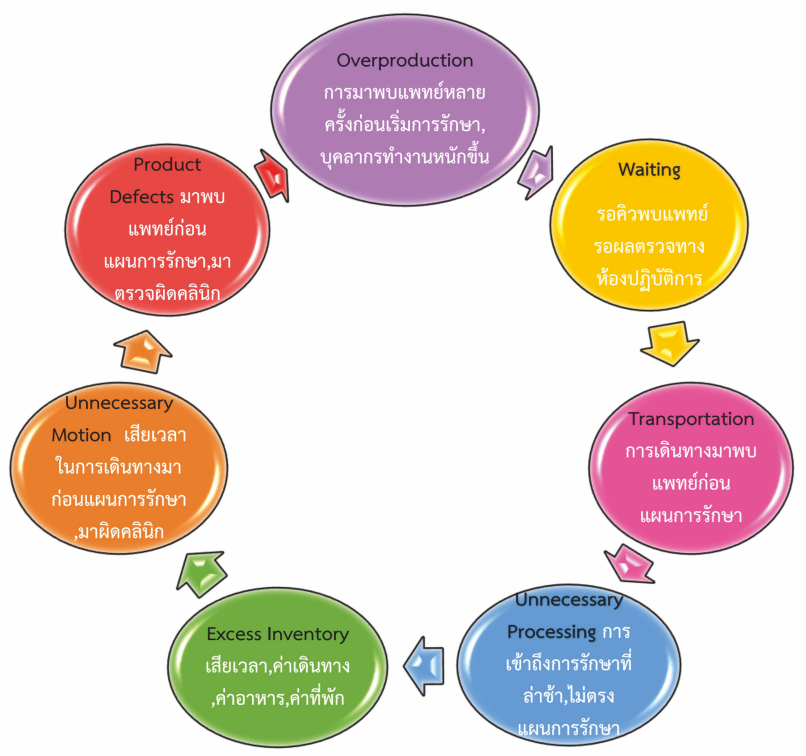 Overproduction
การมาพบแพทย์หลาย
ครั้งก่อนเริ่มการรักษา,
บุคลากรทำงานหนักขึ้น
Waiting
รอคิวพบแพทย์
รอผลตรวจทาง
ห้องปฏิบัติการ
Transportation
การเดินทางมาพบ
แพทย์ก่อน
แผนการรักษา
Unnecessary
Processing การ
เข้าถึงการรักษาที่
ล่าช้า,ไม่ตรง
แผนการรักษา
Excess Inventory
เสียเวลา,ค่าเดินทาง
,ค่าอาหาร,ค่าที่พัก
Unnecessary
Motion เสียเวลา
ในการเดินทางมา
ก่อนแผนการรักษา
,มาผิดคลินิก
Product
Defects มาพบ
แพทย์ก่อน
แผนการรักษา,มา
ตรวจผิดคลินิก